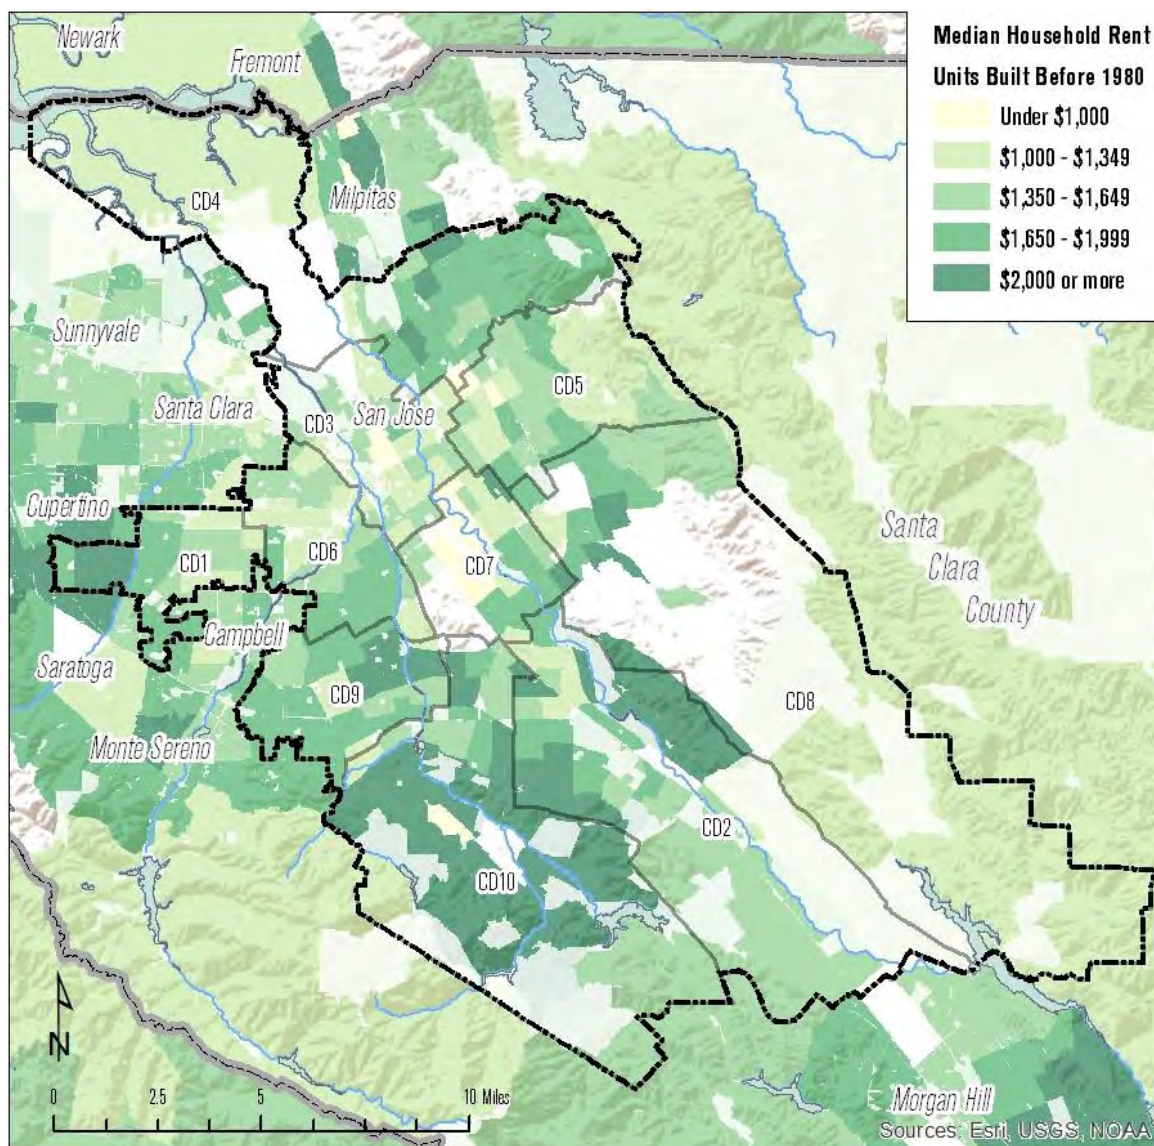 Median Household Rent
Units Built Before 1980
Under $1,000
$1,000 - $1,349
$1,350 - $1,649
$1,650 - $1,999
$2,000 or more
Newark
Fremont
CD4
Milpitas
Sunnyvale
Santa Clara
CD3
San Jose
CD5
Cupertino
CD1
CD6
CD7
Santa
Clara
County
Campbell
Saratoga
CD9
CD8
Monte Sereno
CD2
CD10
N
0 2.5 5 10 Miles
Morgan Hill
Sources: Esri, USGS, NOAA